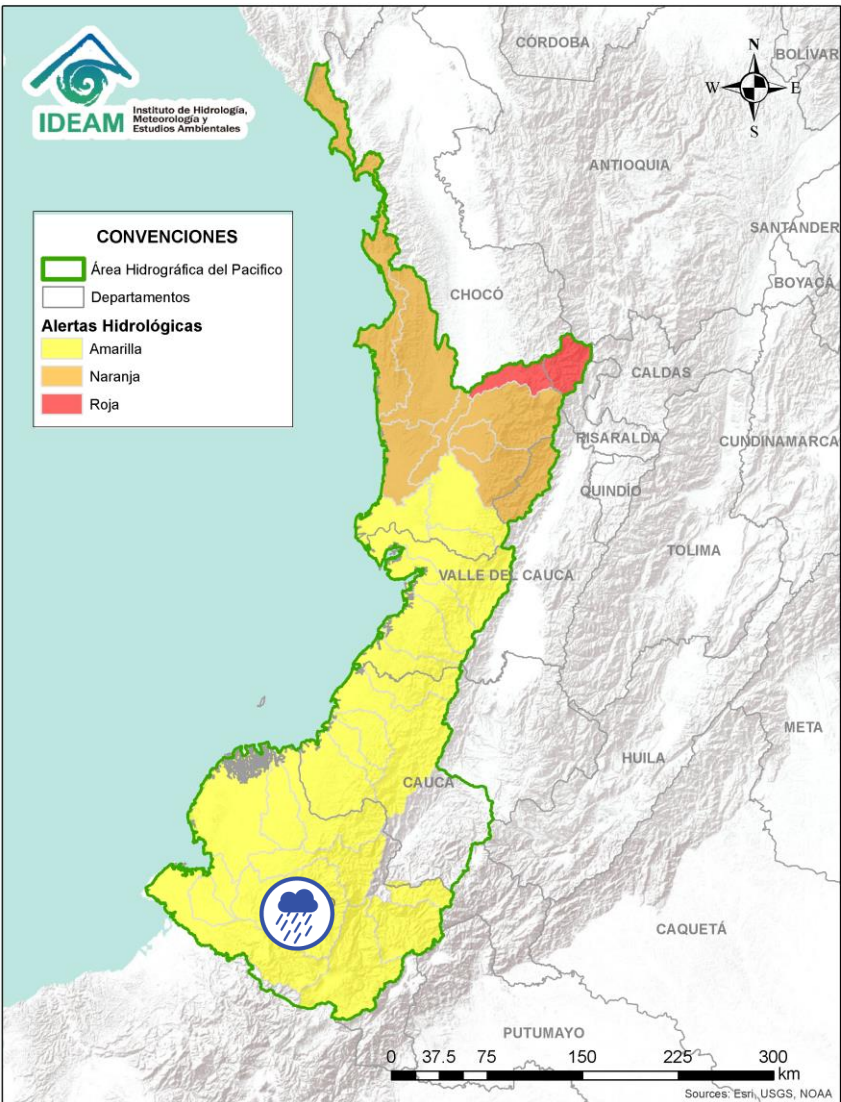 IDEAM
Instituto de Hidrología,
Meteorología y
Estudios Ambientales
CÓRDOBA
BOLIVAR
N
W
E
S
ANTIOQUIA
SANTANDER
BOYACÁ
CONVENCIONES
Área Hidrográfica del Pacifico
Departamentos
Alertas Hidrológicas
Amarilla
Naranja
Roja
CHOCÓ
CALDAS
RISARALDA
CUNDINAMARCA
QUINDÍO
TOLIMA
VALLE DEL CAUCA
META
HUILA
CAUCA
CAQUETÁ
PUTUMAYO
0 37.5 75 150 225 300
km
Sources: Esri, USGS, NOAA